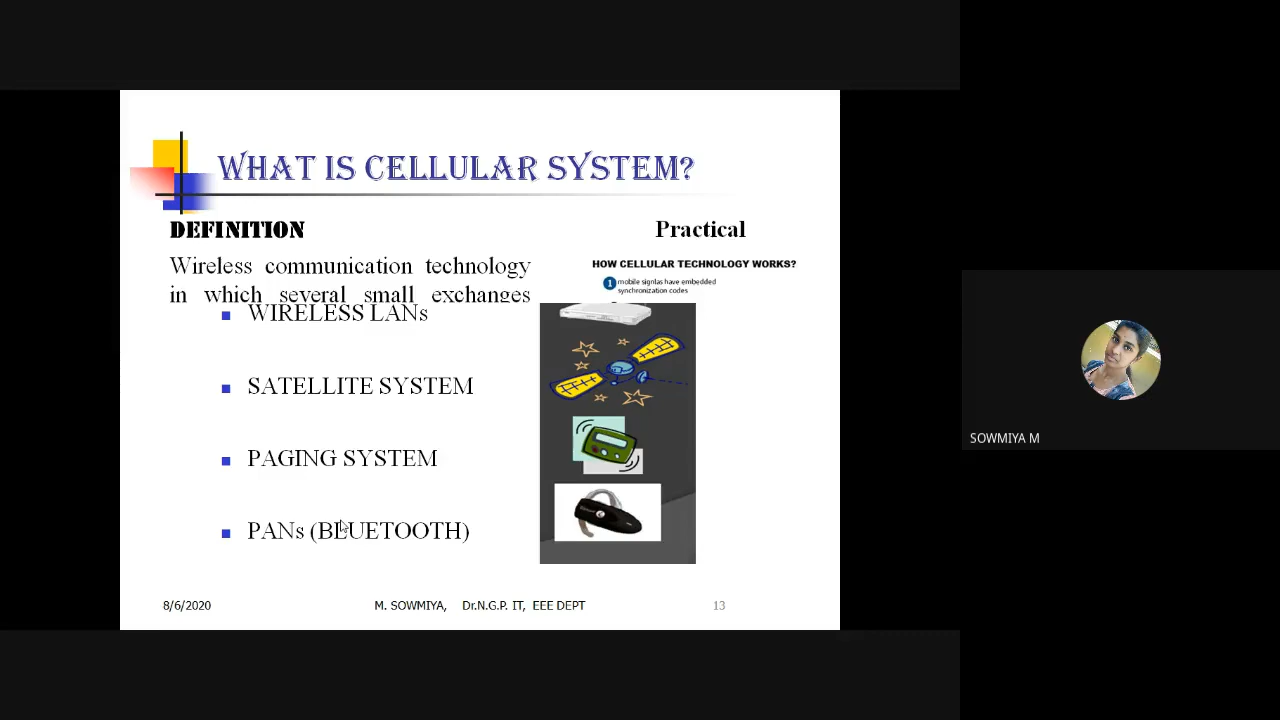 WHAT IS CELLULAR SYSTEM?
DEFINITION
Practical
Wireless communication technology
in which several small exchanges
HOW CELLULAR TECHNOLOGY WORKS?
1 mobile signlas have embedded
synchronization codes
WIRELESS LANs
SATELLITE SYSTEM
PAGING SYSTEM
PANs (BLUETOOTH)
8/6/2020
M. SOWMIYA, Dr.N.G.P. IT, EEE DEPT
13
SOWMIYA M